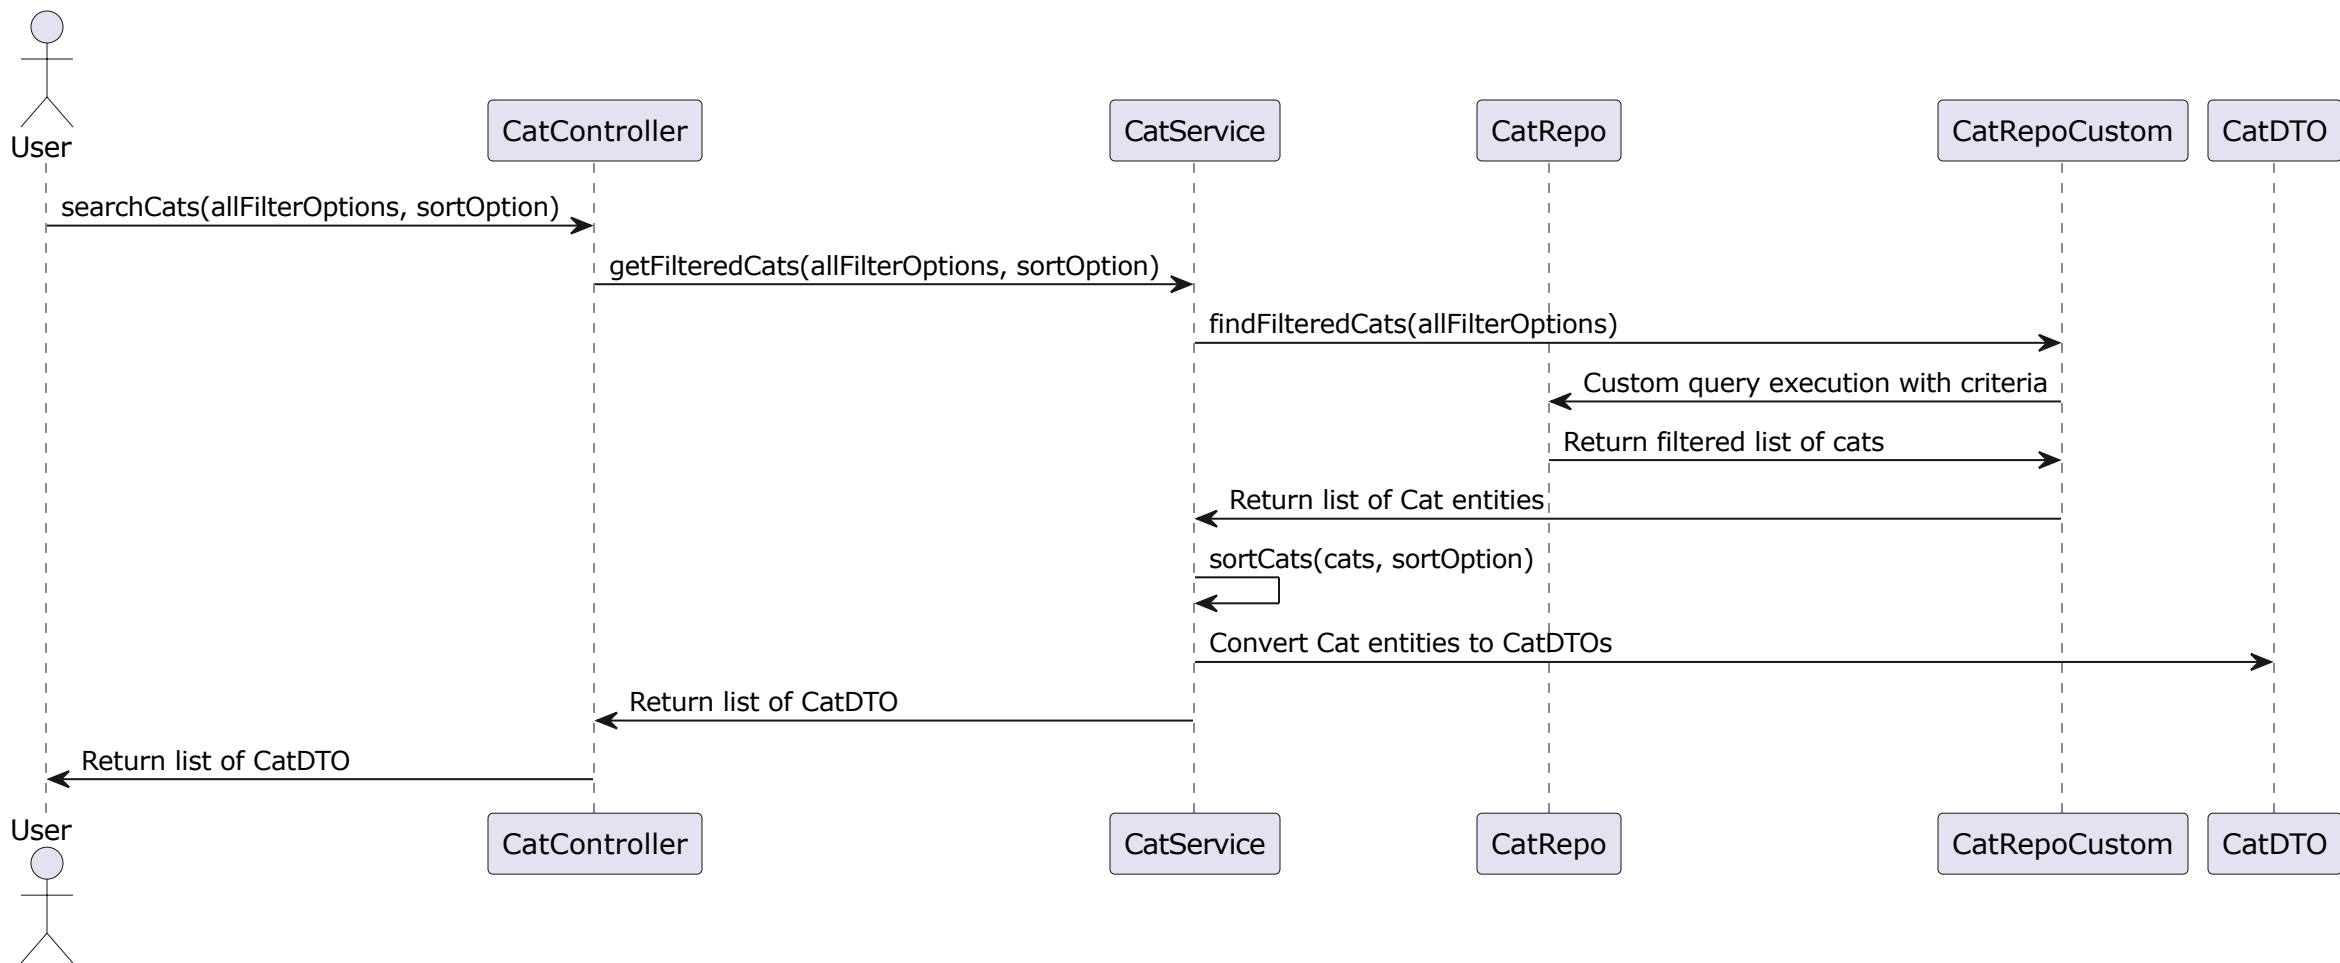 User
CatController
CatService
CatRepo
CatRepoCustom
CatDTO
searchCats(allFilterOptions, sortOption)
getFilteredCats(allFilterOptions, sortOption)
findFilteredCats(allFilterOptions)
Custom query execution with criteria
Return filtered list of cats
Return list of Cat entities
sortCats(cats, sortOption)
Convert Cat entities to CatDTOs
Return list of CatDTO
Return list of CatDTO
User
CatController
CatService
CatRepo
CatRepoCustom
CatDTO